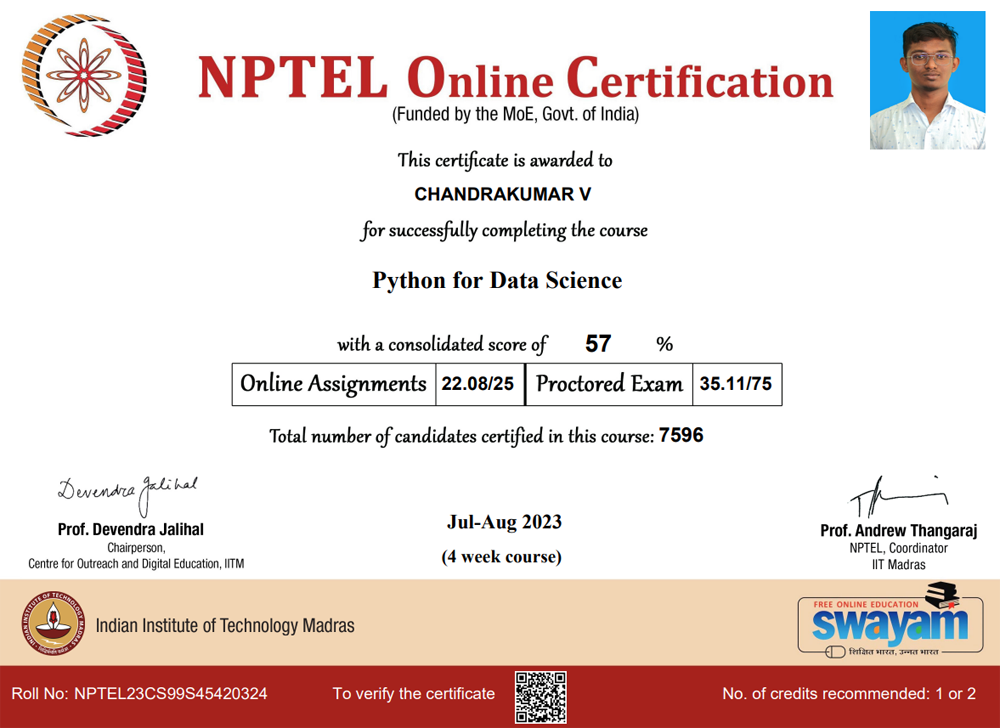 NPTEL Online Certification
(Funded by the MoE, Govt. of India)
This certificate is awarded to
CHANDRAKUMAR V
for successfully completing the course
Python for Data Science
with a consolidated score of 57 %
Online Assignments 22.08/25 Proctored Exam 35.11/75
Total number of candidates certified in this course: 7596
Devendra Jalihal
Prof. Devendra Jalihal
Chairperson,
Centre for Outreach and Digital Education, IITM
Jul-Aug 2023
(4 week course)
Prof. Andrew Thangaraj
NPTEL, Coordinator
IIT Madras
INDIAN INSTITUTE OF TECHNOLOGY MADRAS
Indian Institute of Technology Madras
FREE ONLINE EDUCATION
swayam
शिक्षित भारत, उन्नत भारत
Roll No: NPTEL23CS99S45420324
To verify the certificate
No. of credits recommended: 1 or 2